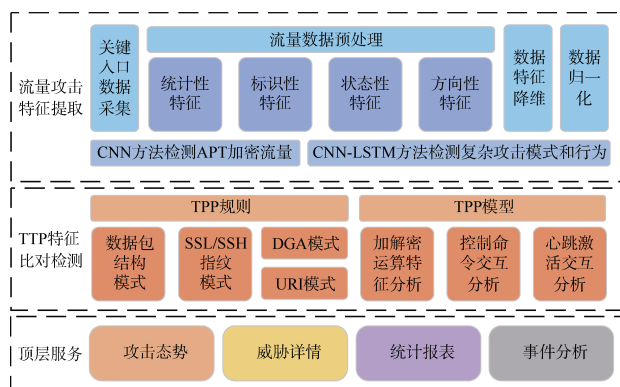 流量攻击
特征提取
关键
入口
数据
采集
流量数据预处理
统计性
特征
标识性
特征
状态性
特征
方向性
特征
数据
特征
降维
数据
归一
化
CNN方法检测APT加密流量
CNN-LSTM方法检测复杂攻击模式和行为
TTP特征
比对检测
TPP规则
数据包
结构
模式
SSL/SSH
指纹
模式
DGA模式
URI模式
TPP模型
加解密
运算特
征分析
控制命
令交互
分析
心跳激
活交互
分析
顶层服务
攻击态势
威胁详情
统计报表
事件分析